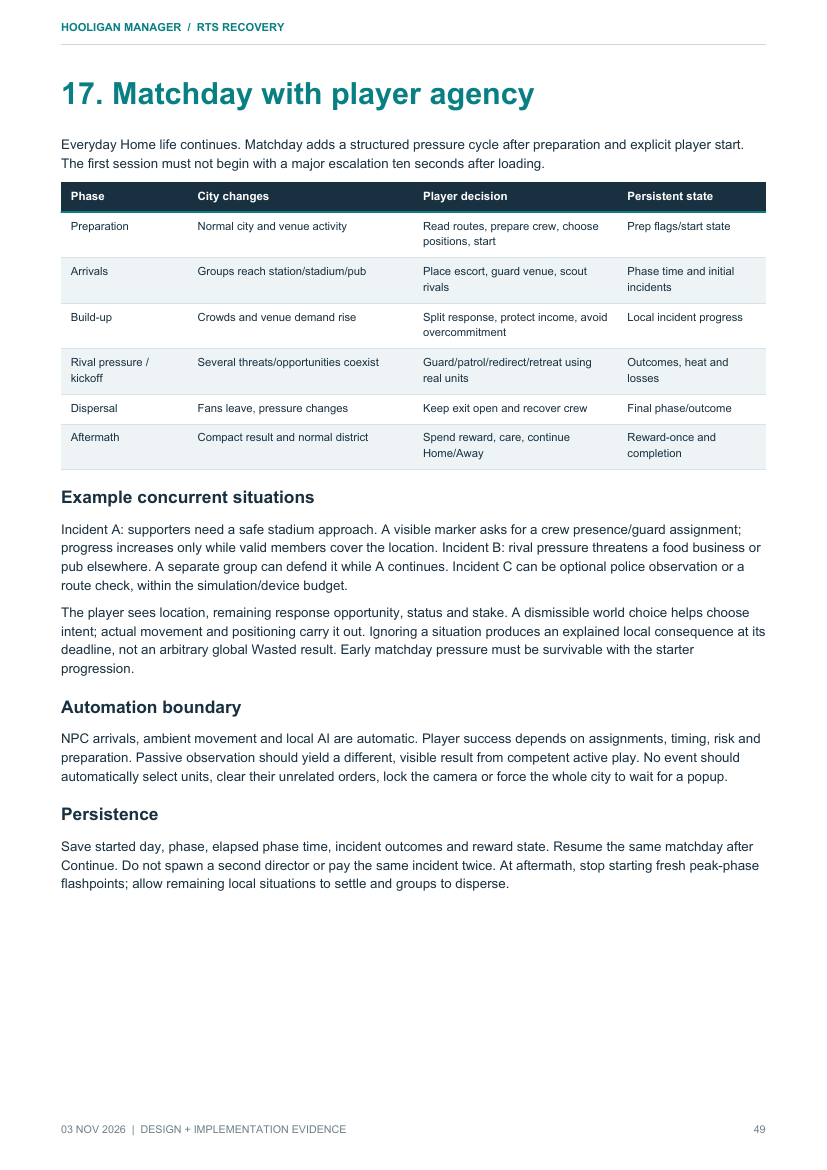 HOOLIGAN MANAGER / RTS RECOVERY
17. Matchday with player agency
Everyday Home life continues. Matchday adds a structured pressure cycle after preparation and explicit player start.
The first session must not begin with a major escalation ten seconds after loading.
Phase City changes Player decision Persistent state
Preparation Normal city and venue activity Read routes, prepare crew, choose Prep flags/start state
positions, start
Arrivals Groups reach station/stadium/pub Place escort, guard venue, scout Phase time and initial
rivals incidents
Build-up Crowds and venue demand rise Split response, protect income, avoid Local incident progress
overcommitment
Rival pressure / Several threats/opportunities coexist Guard/patrol/redirect/retreat using Outcomes, heat and
kickoff real units losses
Dispersal Fans leave, pressure changes Keep exit open and recover crew Final phase/outcome
Aftermath Compact result and normal district Spend reward, care, continue Reward-once and
Home/Away completion
Example concurrent situations
Incident A: supporters need a safe stadium approach. A visible marker asks for a crew presence/guard assignment;
progress increases only while valid members cover the location. Incident B: rival pressure threatens a food business or
pub elsewhere. A separate group can defend it while A continues. Incident C can be optional police observation or a
route check, within the simulation/device budget.
The player sees location, remaining response opportunity, status and stake. A dismissible world choice helps choose
intent; actual movement and positioning carry it out. Ignoring a situation produces an explained local consequence at its
deadline, not an arbitrary global Wasted result. Early matchday pressure must be survivable with the starter
progression.
Automation boundary
NPC arrivals, ambient movement and local AI are automatic. Player success depends on assignments, timing, risk and
preparation. Passive observation should yield a different, visible result from competent active play. No event should
automatically select units, clear their unrelated orders, lock the camera or force the whole city to wait for a popup.
Persistence
Save started day, phase, elapsed phase time, incident outcomes and reward state. Resume the same matchday after
Continue. Do not spawn a second director or pay the same incident twice. At aftermath, stop starting fresh peak-phase
flashpoints; allow remaining local situations to settle and groups to disperse.
03 NOV 2026 | DESIGN + IMPLEMENTATION EVIDENCE 49